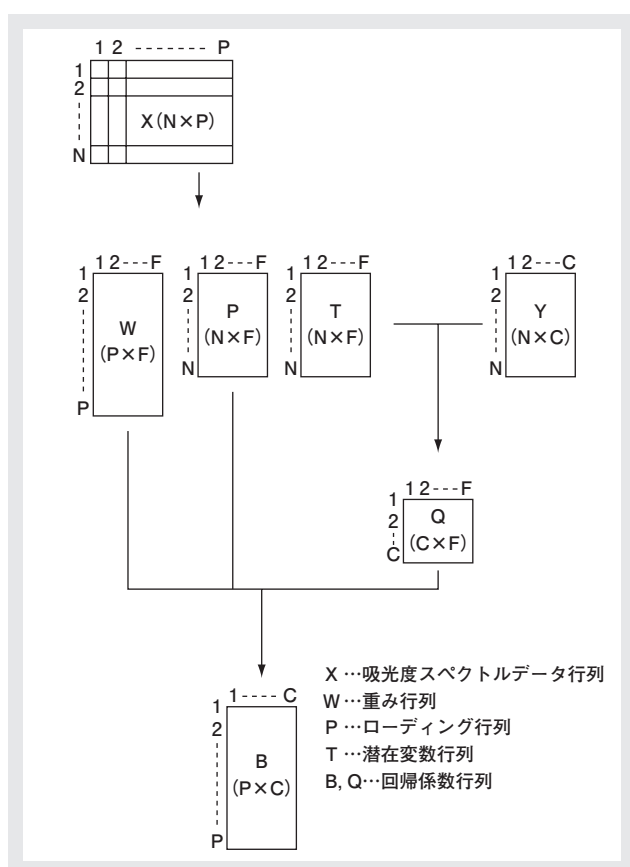 1 2 ------- P
1
2
N
X(N×P)
1 2---F
1
2
P
W
(P×F)
1 2---F
1
2
N
P
(N×F)
1 2---F
1
2
N
T
(N×F)
1 2---C
1
2
N
Y
(N×C)
1 2---F
1
2
C
Q
(C×F)
1---- C
1
2
P
B
(P×C)
X …吸光度スペクトルデータ行列
W…重み行列
P …ローディング行列
T …潜在変数行列
B, Q…回帰係数行列